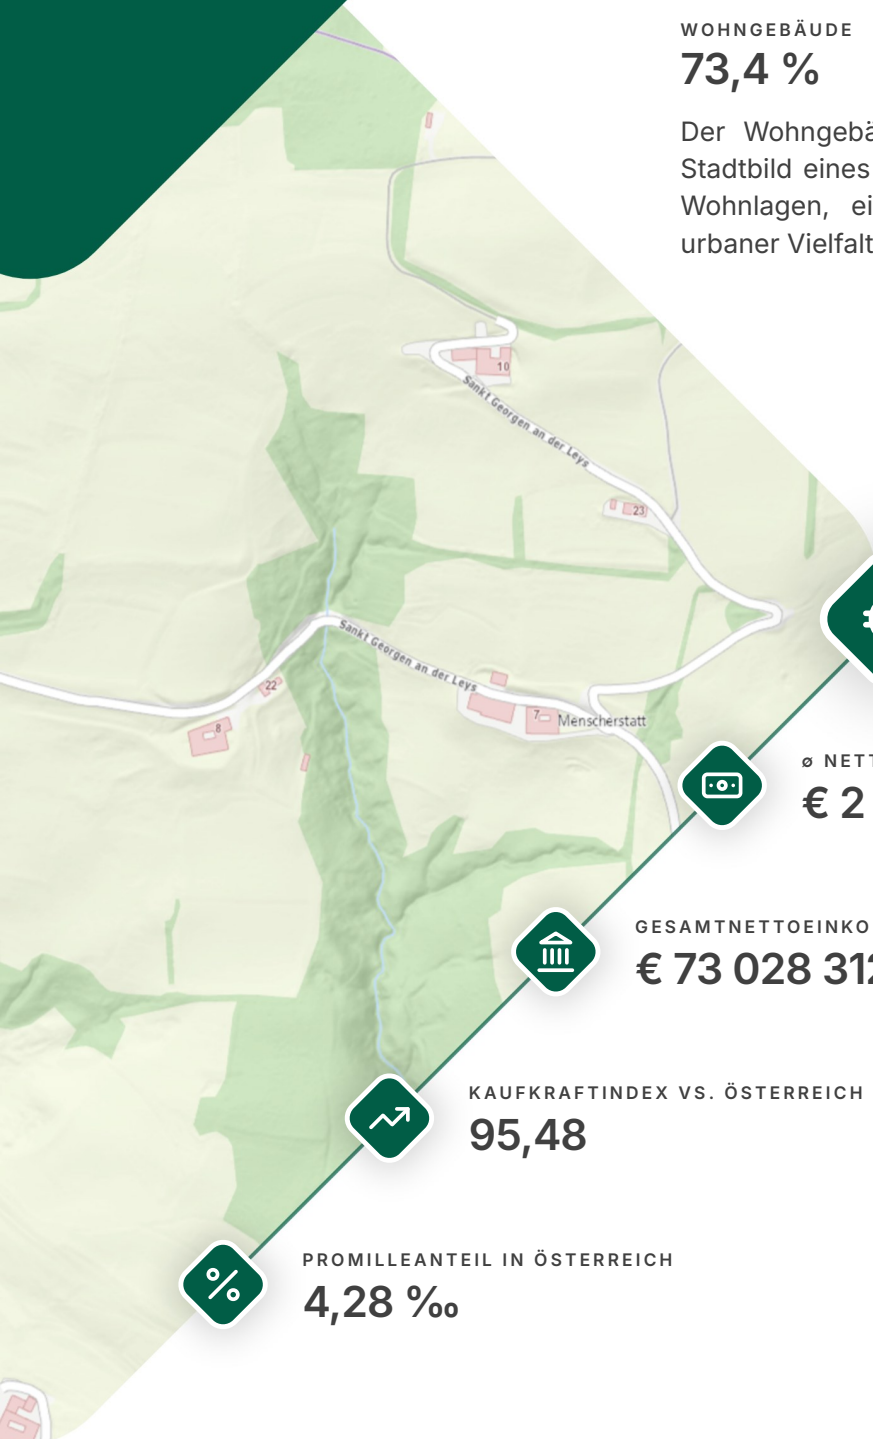 WOHNGEBÄUDE
73,4 %
Der Wohngebä
Stadtbild eines
Wohnlagen, ei
urbaner Vielfalt
10
Sankt Georgen an der Leys
23
Sankt Georgen an der Leys
22
8
7
Menscherstatt
ø NETT
€ 2
GESAMTNETTOEINKO
€ 73 028 312
KAUFKRAFTINDEX VS. ÖSTERREICH
95,48
PROMILLEANTEIL IN ÖSTERREICH
4,28 ‰